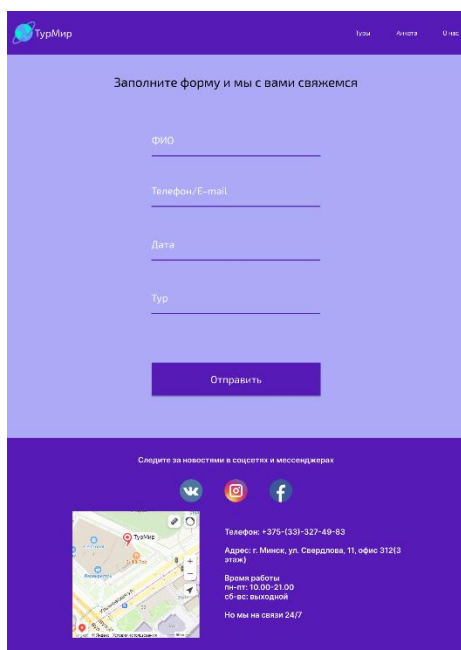 ТурМир
Туры Анкета О нас
Заполните форму и мы с вами свяжемся
ФИО
Телефон/E-mail
Дата
Тур
Отправить
Следите за новостями в соцсетях и мессенджерах
ТурМир
Телефон: +375-(33)-327-49-83
Адрес: г. Минск, ул. Свердлова, 11, офис 312(3
этаж)
Время работы
пн-пт: 10.00-21.00
сб-вс: выходной
Но мы на связи 24/7